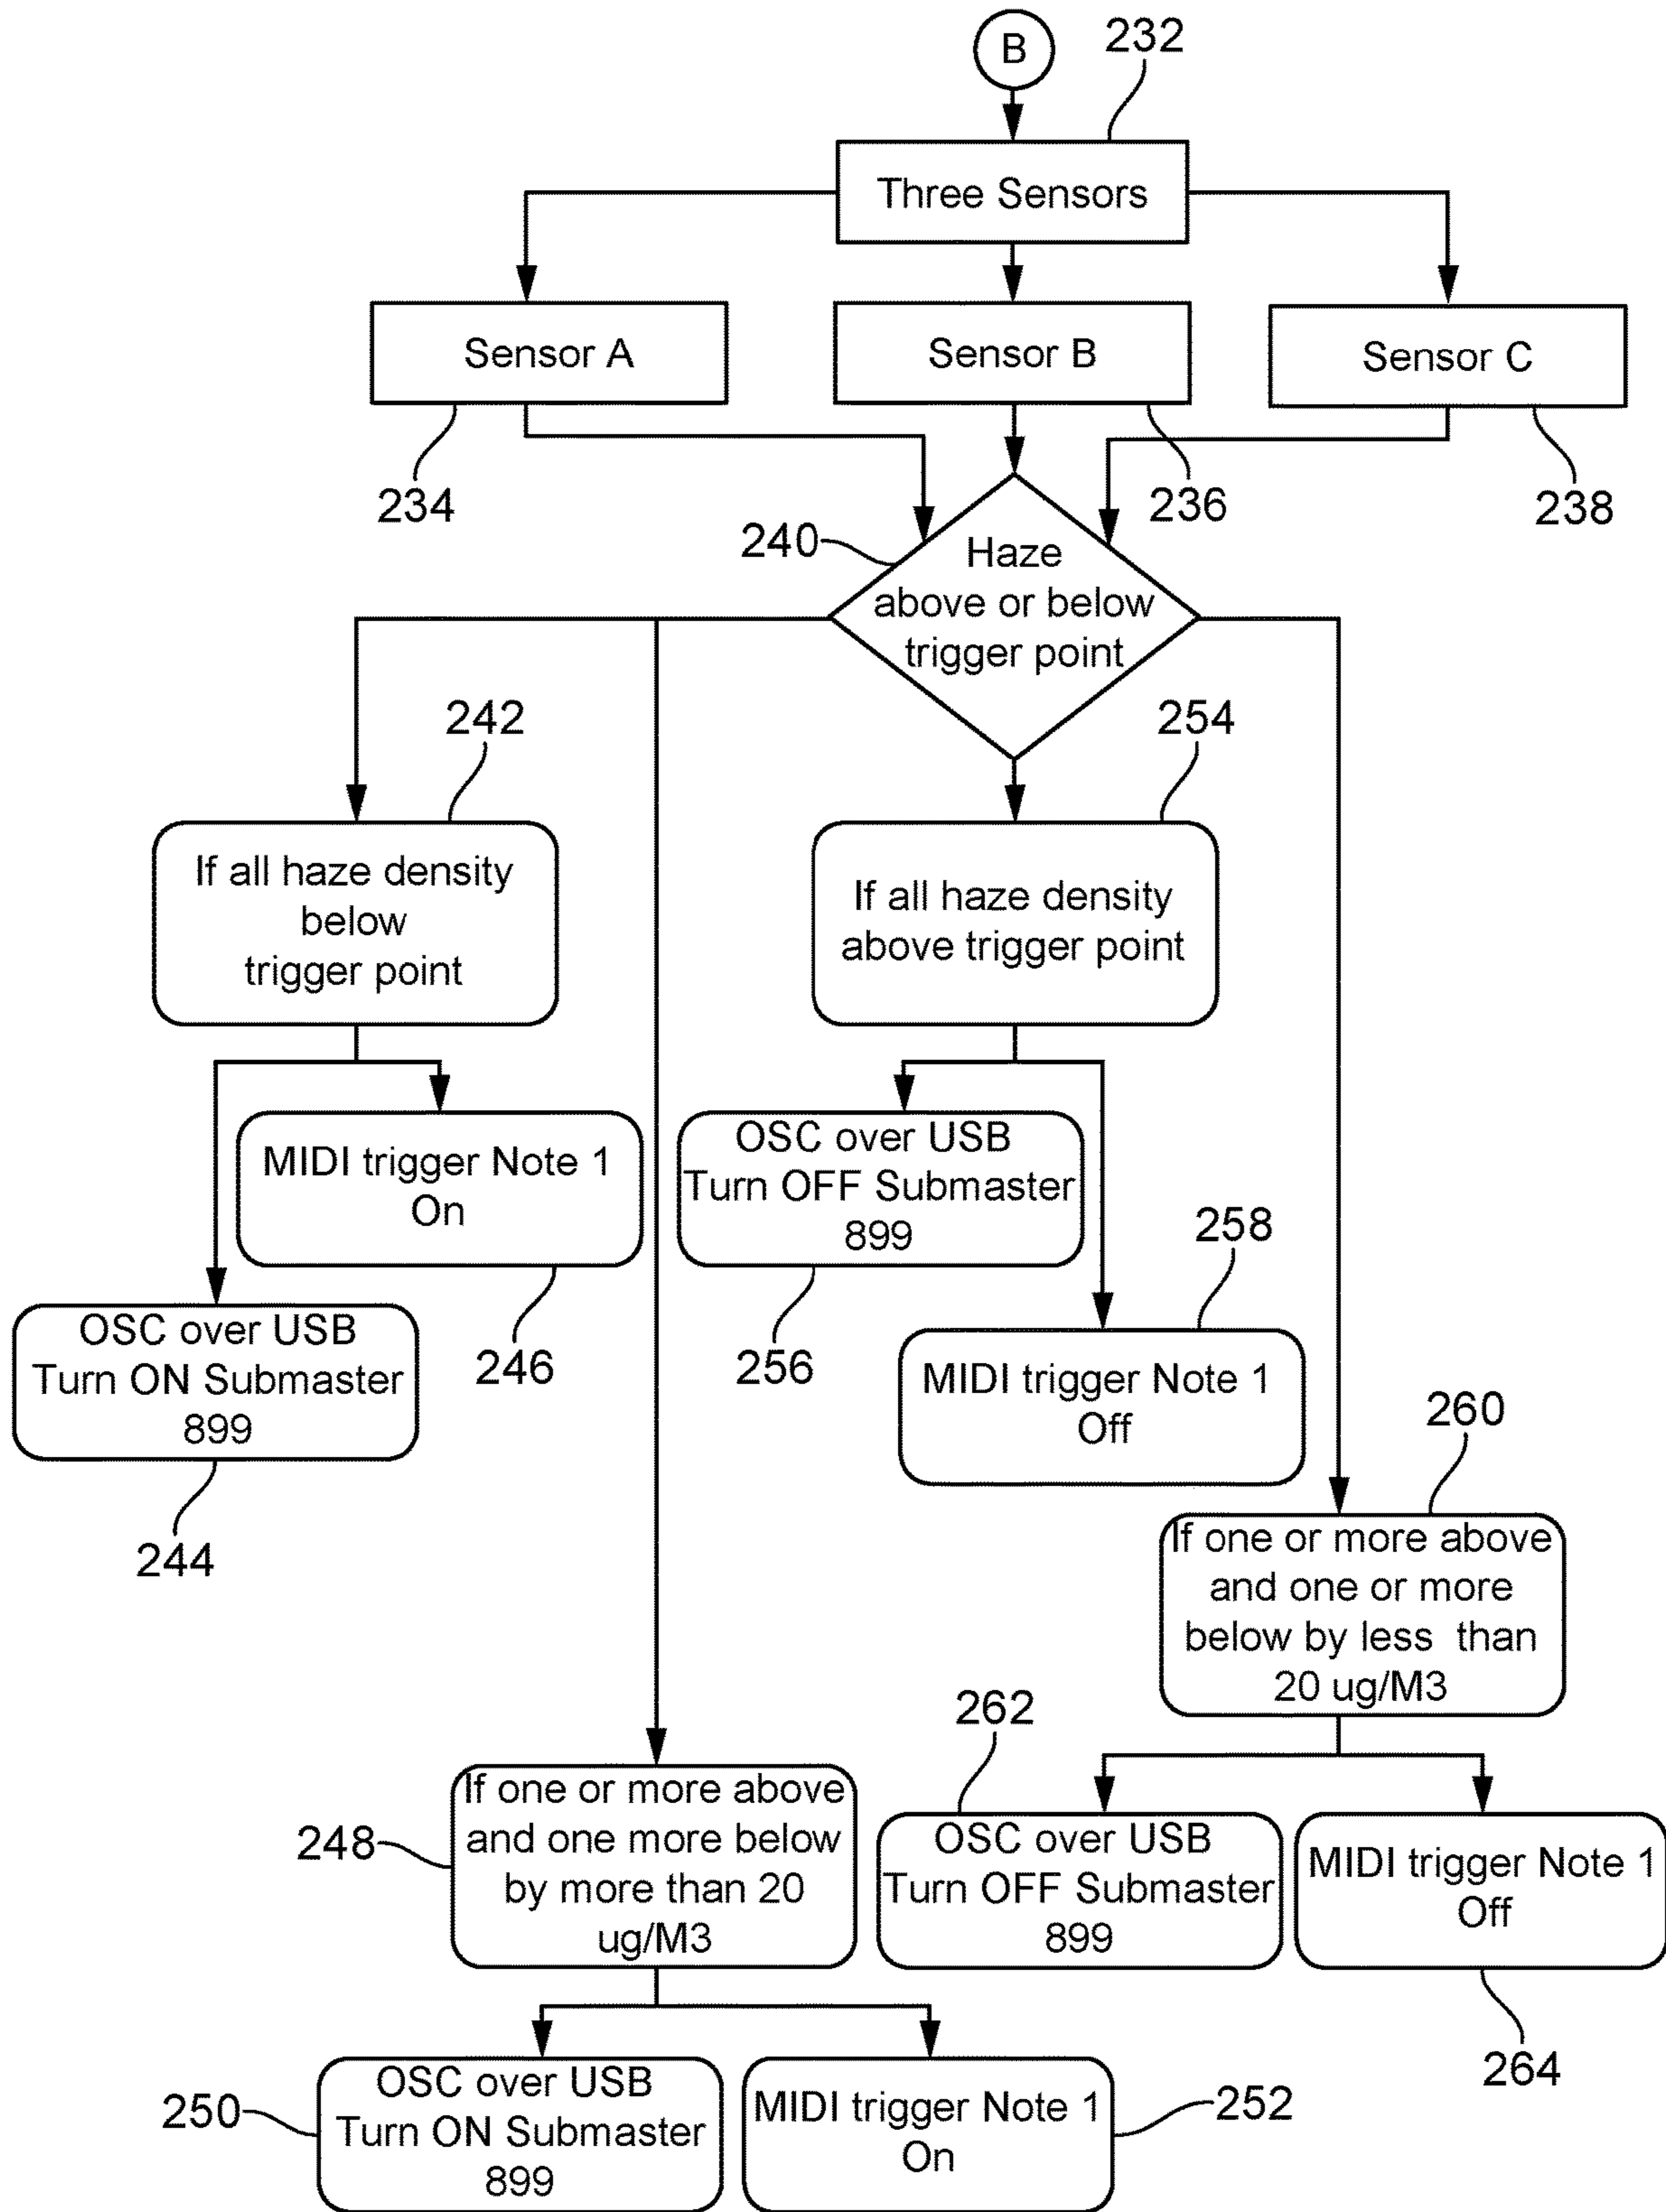 B
232
Three Sensors
Sensor A
Sensor B
Sensor C
234
236
238
240
Haze
above or below
trigger point
242
254
If all haze density
below
trigger point
If all haze density
above trigger point
MIDI trigger Note 1
On
OSC over USB
Turn OFF Submaster
899
258
OSC over USB
Turn ON Submaster
899
246
256
MIDI trigger Note 1
Off
260
244
If one or more above
and one or more
below by less than
20 ug/M3
262
248
If one or more above
and one more below
by more than 20
ug/M3
OSC over USB
Turn OFF Submaster
899
MIDI trigger Note 1
Off
264
250
OSC over USB
Turn ON Submaster
899
MIDI trigger Note 1
On
252